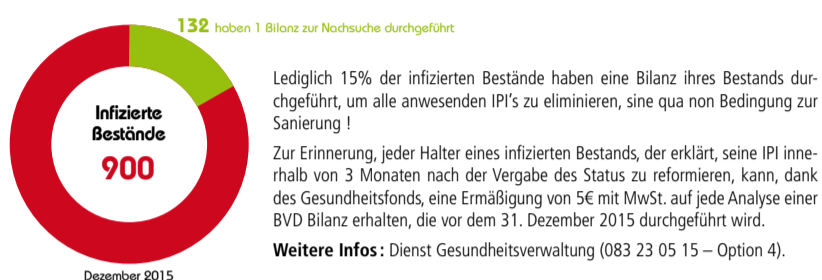 132 haben 1 Bilanz zur Nachsuche durchgeführt
Infizierte
Bestände
900
Dezember 2015
Lediglich 15% der infizierten Bestände haben eine Bilanz ihres Bestands dur-
chgeführt, um alle anwesenden IPI's zu eliminieren, sine qua non Bedingung zur
Sanierung !
Zur Erinnerung, jeder Halter eines infizierten Bestands, der erklärt, seine IPI inne-
rhalb von 3 Monaten nach der Vergabe des Status zu reformieren, kann, dank
des Gesundheitsfonds, eine Ermäßigung von 5€ mit MwSt. auf jede Analyse einer
BVD Bilanz erhalten, die vor dem 31. Dezember 2015 durchgeführt wird.
Weitere Infos : Dienst Gesundheitsverwaltung (083 23 05 15 – Option 4).